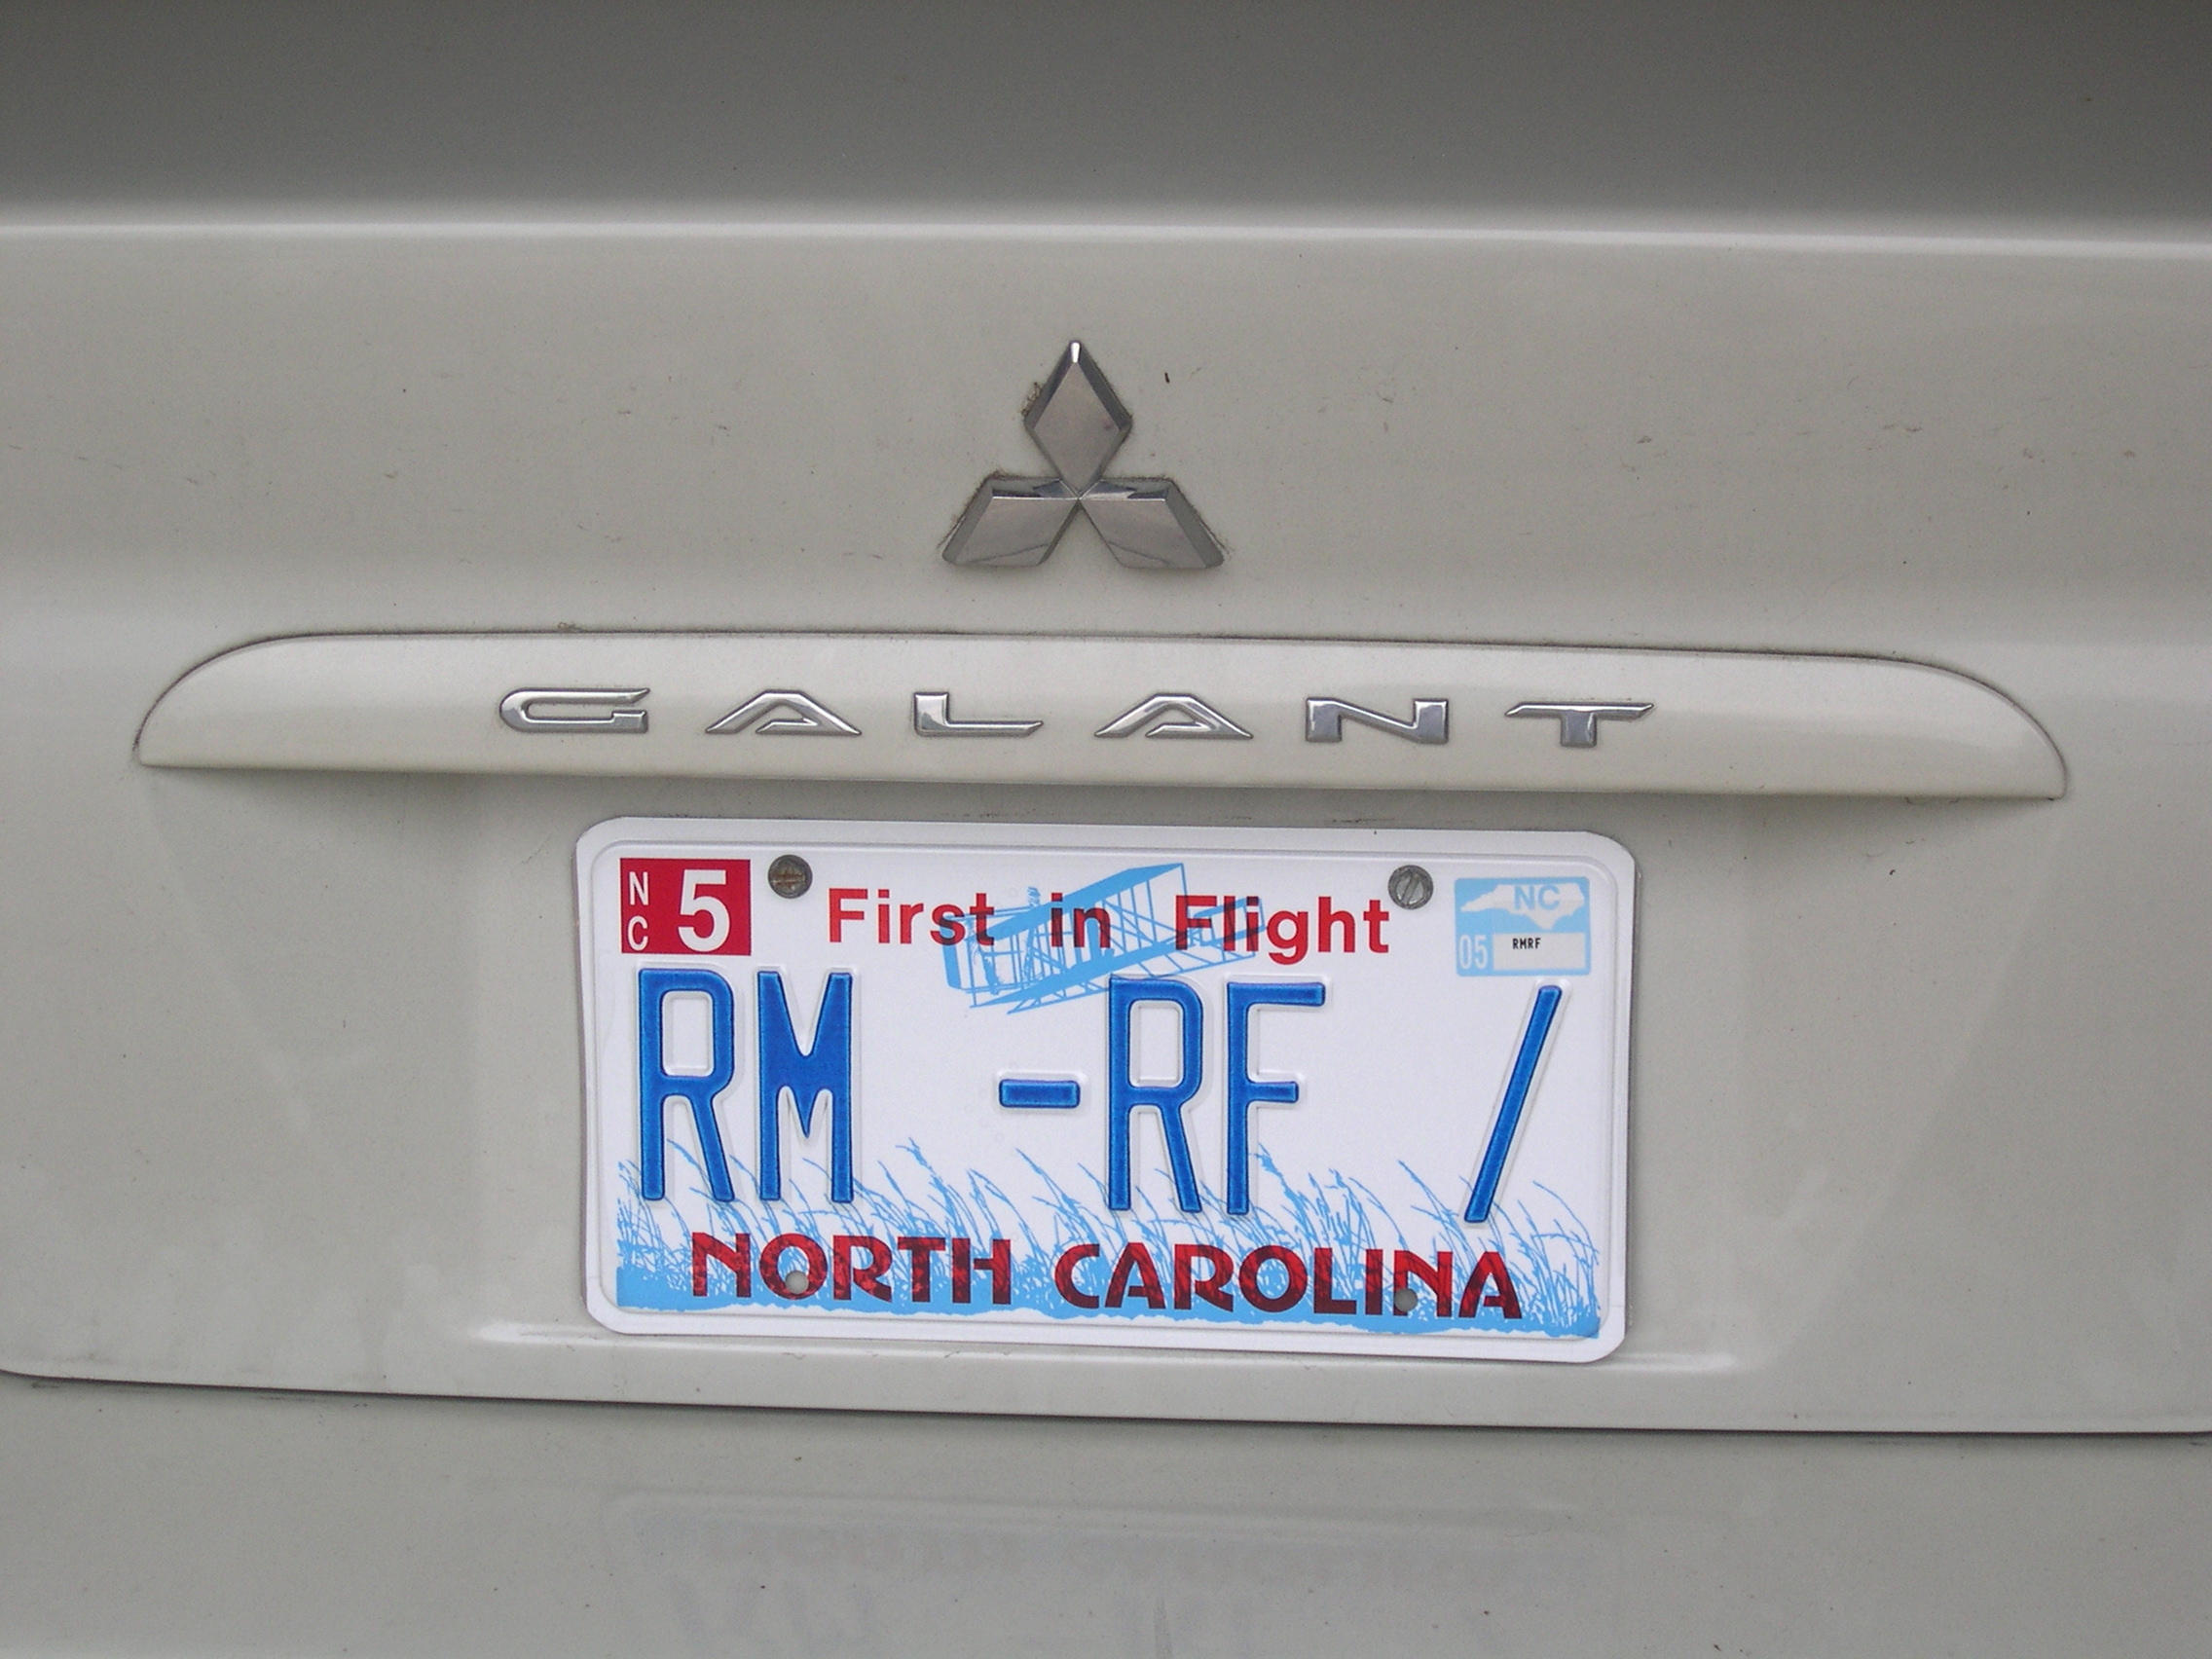 GALANT
NC 5
First in Flight
NC
05 RMRF
RM -RF /
NORTH CAROLINA